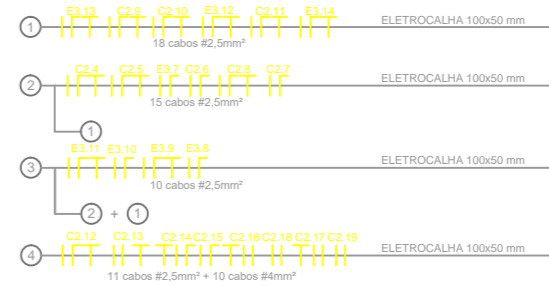 E3.13 C2.9 C2.10 E3.12 C2.11 E3.14 ELETROCALHA 100x50 mm
1
18 cabos #2,5mm²
C2.4 C2.5 E3.7 C2.6 C2.8 C2.7 ELETROCALHA 100x50 mm
2
15 cabos #2,5mm²
1
E3.11 E3.10 E3.9 E3.8 ELETROCALHA 100x50 mm
3
10 cabos #2,5mm²
2 + 1
C2.12 C2.13 C2.14 C2.15 C2.16 C2.16 C2.17 C2.19 ELETROCALHA 100x50 mm
4
11 cabos #2,5mm² + 10 cabos #4mm²